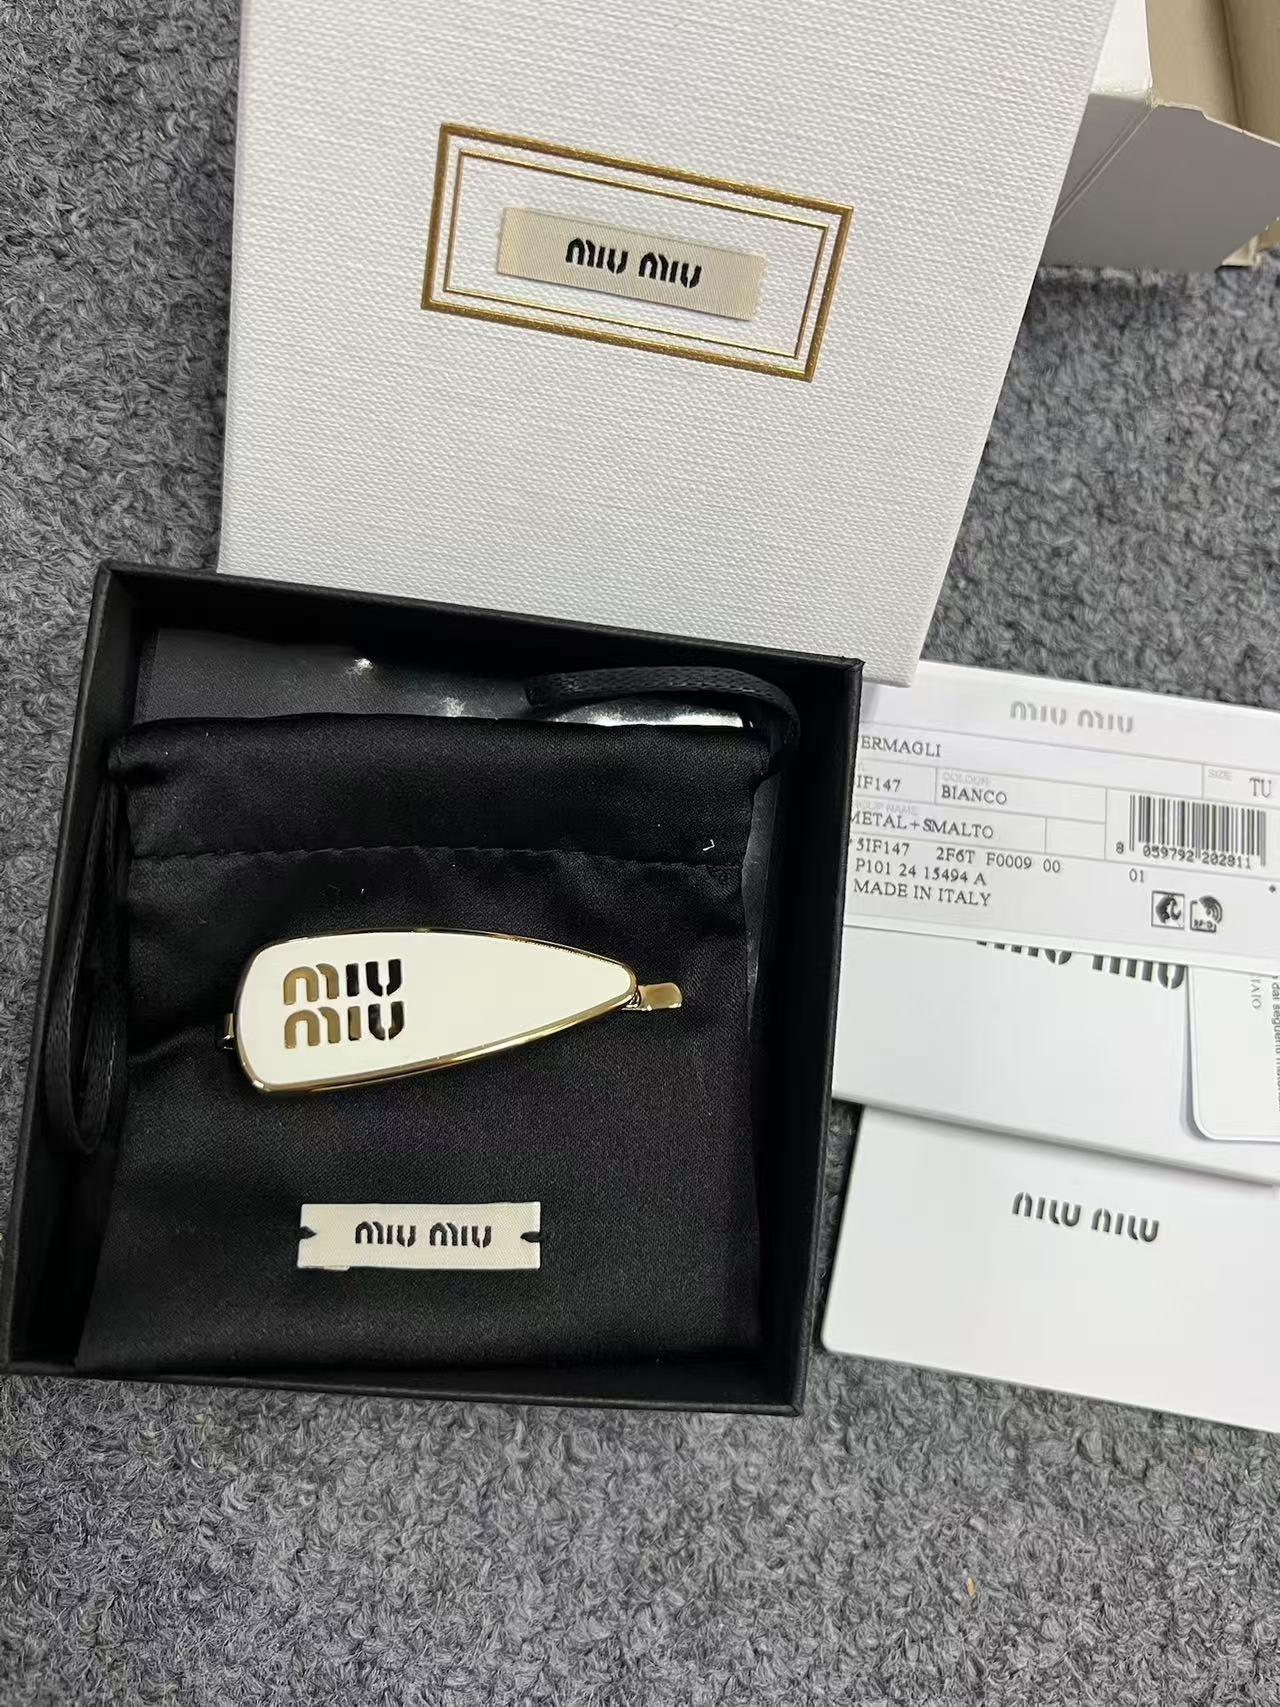 MIU MIU
MIU MIU
ERMAGLI
SIZE TU
IF147
COLOUR
BIANCO
METAL+SMALTO
5IF147 2F6T F0009 00 01
P101 24 15494 A
MADE IN ITALY
8 059792 202811
MIU
MIU
MIU MIU
MIU MIU
MIU MIU